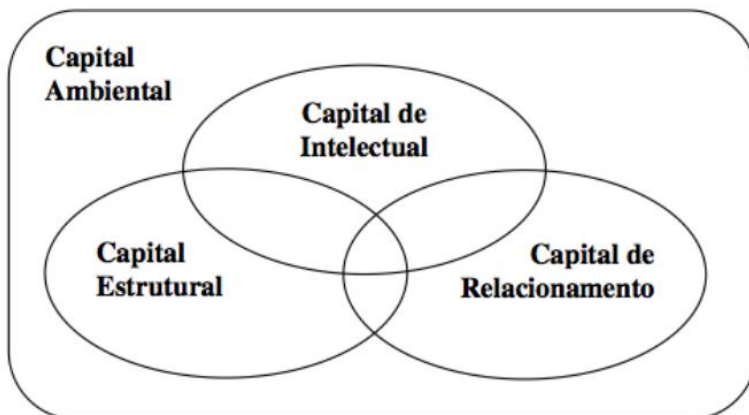 Capital
Ambiental
Capital de
Intelectual
Capital
Estrutural
Capital de
Relacionamento